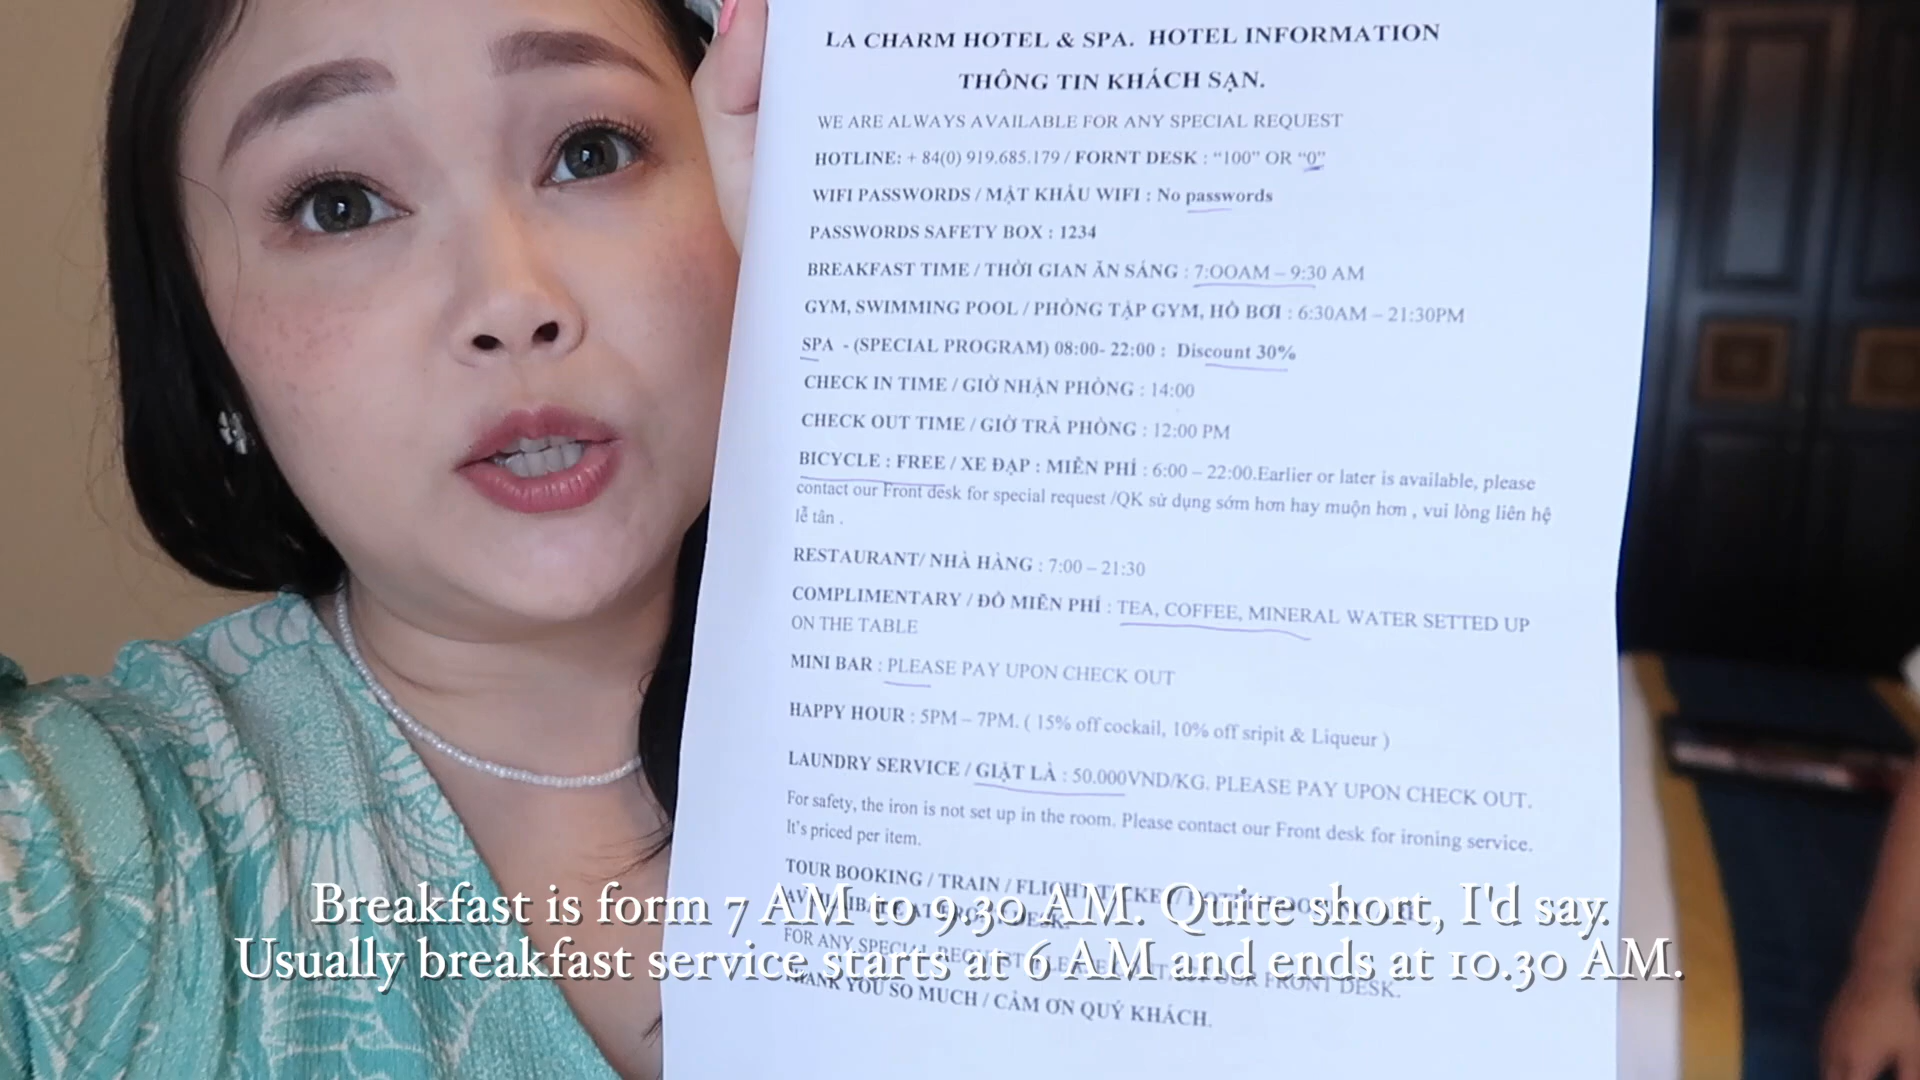 LA CHARM HOTEL & SPA. HOTEL INFORMATION
THÔNG TIN KHÁCH SẠN.
WE ARE ALWAYS AVAILABLE FOR ANY SPECIAL REQUEST
HOTLINE: + 84(0) 919.685.179 / FORNT DESK : “100” OR “0”
WIFI PASSWORDS / MẬT KHẨU WIFI : No passwords
PASSWORDS SAFETY BOX : 1234
BREAKFAST TIME / THỜI GIAN ĂN SÁNG : 7:OOAM – 9:30 AM
GYM, SWIMMING POOL / PHÒNG TẬP GYM, HỒ BƠI : 6:30AM – 21:30PM
SPA - (SPECIAL PROGRAM) 08:00- 22:00 : Discount 30%
CHECK IN TIME / GIỜ NHẬN PHÒNG : 14:00
CHECK OUT TIME / GIỜ TRẢ PHÒNG : 12:00 PM
BICYCLE : FREE / XE ĐẠP : MIỄN PHÍ : 6:00 – 22:00.Earlier or later is available, please
contact our Front desk for special request /QK sử dụng sớm hơn hay muộn hơn , vui lòng liên hệ
lễ tân .
RESTAURANT/ NHÀ HÀNG : 7:00 – 21:30
COMPLIMENTARY / ĐỒ MIỄN PHÍ : TEA, COFFEE, MINERAL WATER SETTED UP
ON THE TABLE
MINI BAR : PLEASE PAY UPON CHECK OUT
HAPPY HOUR : 5PM – 7PM. ( 15% off cockail, 10% off sripit & Liqueur )
LAUNDRY SERVICE / GIẶT LÀ : 50.000VND/KG. PLEASE PAY UPON CHECK OUT.
For safety, the iron is not set up in the room. Please contact our Front desk for ironing service.
It’s priced per item.
TOUR BOOKING / TRAIN / FLIGHT TICKET /
DESK.
FOR ANY SPECIAL REQUEST PLEASE OUR FRONT DESK.
THANK YOU SO MUCH / CẢM ƠN QUÝ KHÁCH.
Breakfast is form 7 AM to 9.30 AM. Quite short, I'd say.
Usually breakfast service starts at 6 AM and ends at 10.30 AM.